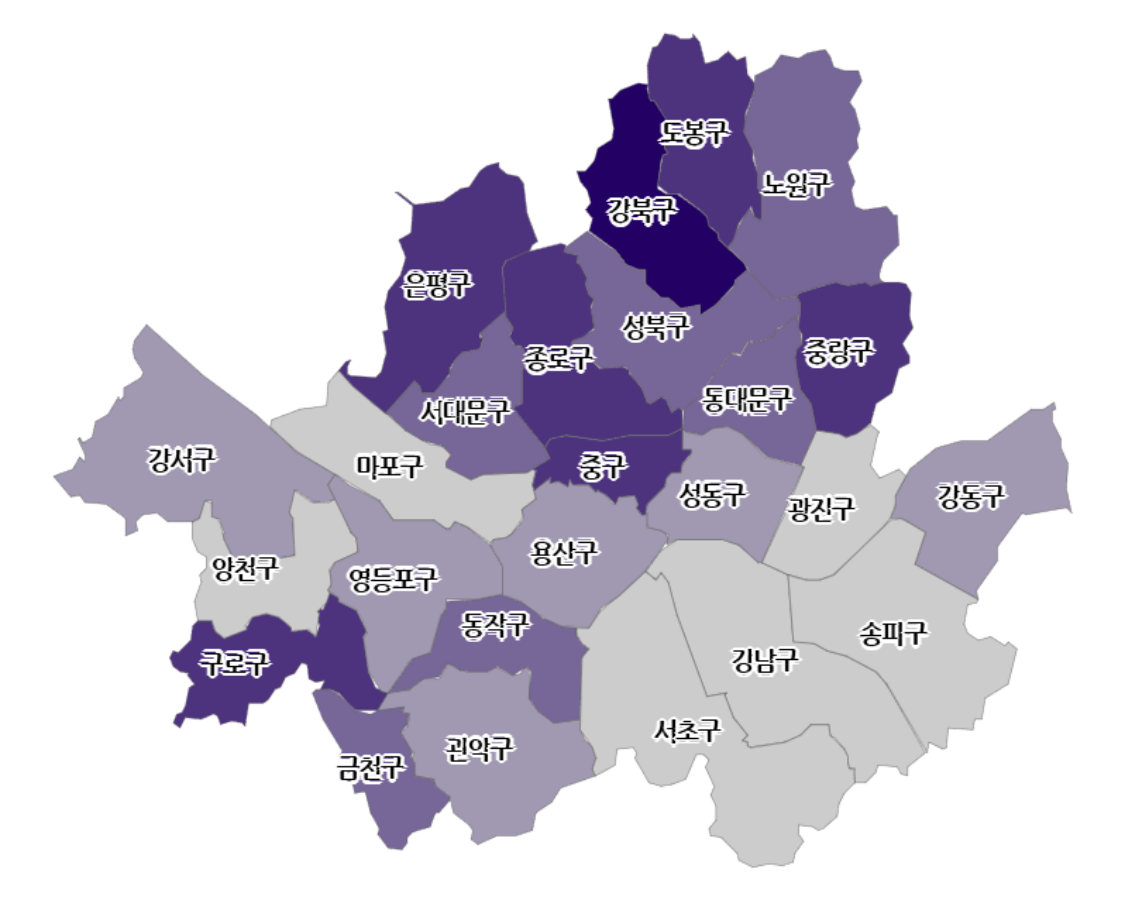 도봉구
노원구
강북구
은평구
성북구
중랑구
종로구
동대문구
서대문구
강서구
마포구
중구
성동구
강동구
광진구
용산구
양천구
영등포구
동작구
송파구
구로구
강남구
서초구
관악구
금천구